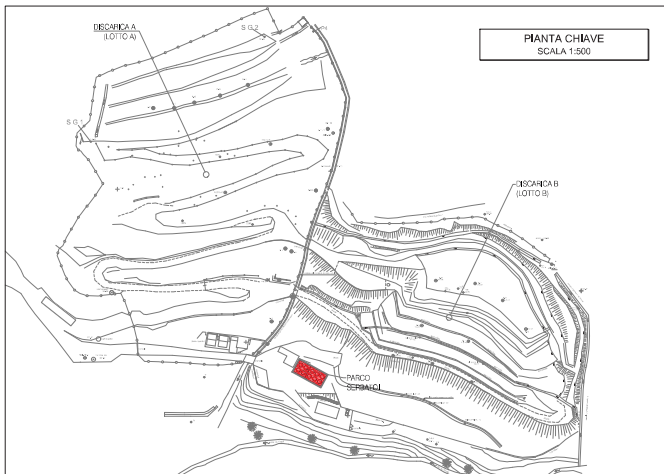 DISCARICA A
(LOTTO A)
S.G.2
PIANTA CHIAVE
SCALA 1:500
S.G.1
DISCARICA B
(LOTTO B)
PARCO
SERBATOI